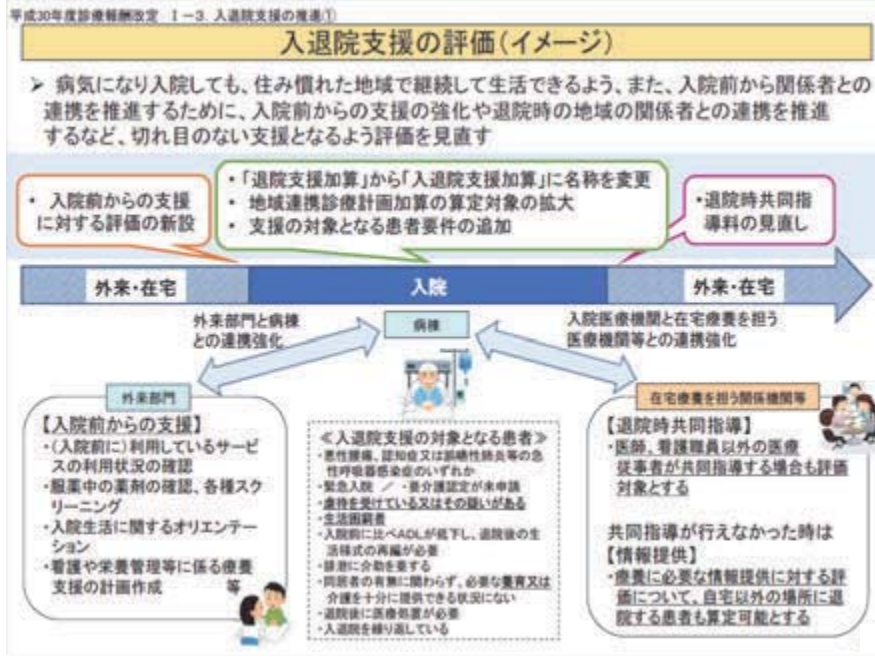 平成30年度診療報酬改定 Ⅰ－3．入退院支援の推進①
入退院支援の評価（イメージ）
➢ 病気になり入院しても、住み慣れた地域で継続して生活できるよう、また、入院前から関係者との
連携を推進するために、入院前からの支援の強化や退院時の地域の関係者との連携を推進
するなど、切れ目のない支援となるよう評価を見直す
・ 入院前からの支援
に対する評価の新設
・「退院支援加算」から「入退院支援加算」に名称を変更
・ 地域連携診療計画加算の算定対象の拡大
・ 支援の対象となる患者要件の追加
・退院時共同指
導料の見直し
外来・在宅
入院
外来・在宅
外来部門と病棟
との連携強化
病棟
入院医療機関と在宅療養を担う
医療機関等との連携強化
外来部門
【入院前からの支援】
・（入院前に）利用しているサービ
スの利用状況の確認
・服薬中の薬剤の確認、各種スク
リーニング
・入院生活に関するオリエンテー
ション
・看護や栄養管理等に係る療養
支援の計画作成 等
≪入退院支援の対象となる患者≫
・悪性腫瘍、認知症又は誤嚥性肺炎等の急
性呼吸器感染症のいずれか
・緊急入院 ／ ・要介護認定が未申請
・虐待を受けている又はその疑いがある
・生活困窮者
・入院前に比べADLが低下し、退院後の生
活様式の再編が必要
・排泄に介助を要する
・同居者の有無に関わらず、必要な養育又は
介護を十分に提供できる状況にない
・退院後に医療処置が必要
・入退院を繰り返している
在宅療養を担う関係機関等
【退院時共同指導】
・医師、看護職員以外の医療
従事者が共同指導する場合も評価
対象とする
共同指導が行えなかった時は
【情報提供】
・療養に必要な情報提供に対する評
価について、自宅以外の場所に退
院する患者も算定可能とする